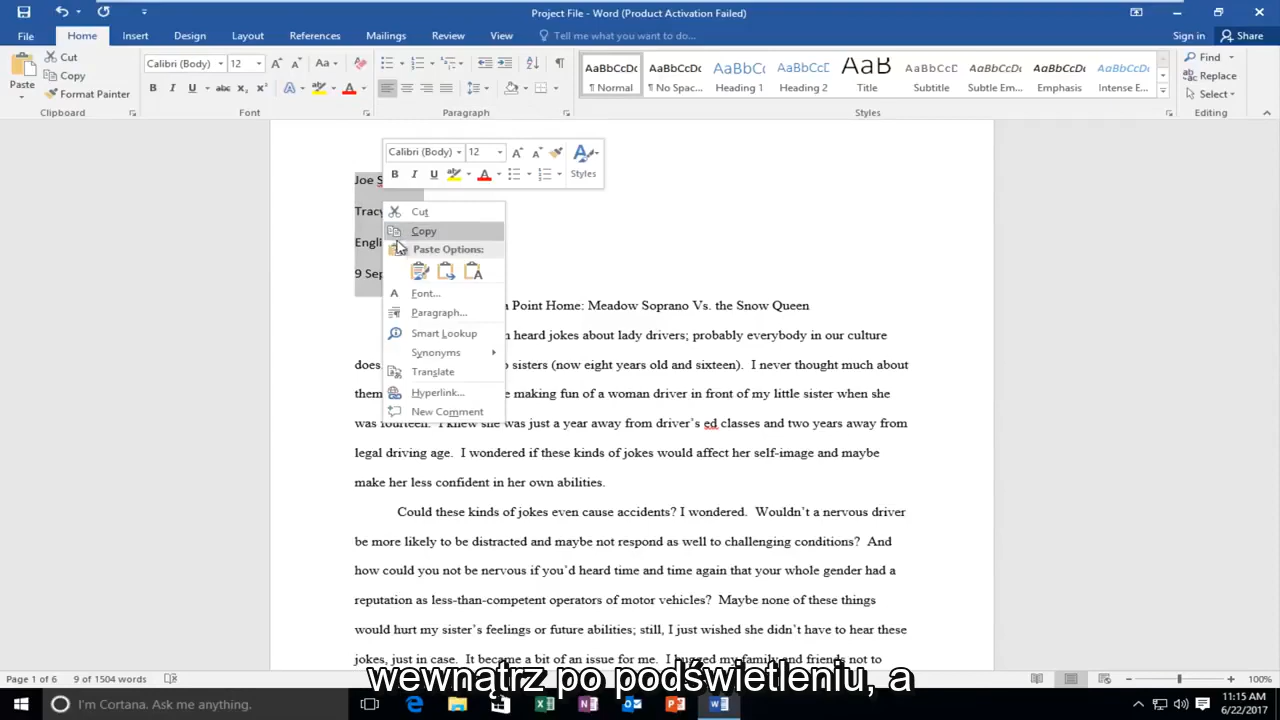 Project File - Word (Product Activation Failed)
File Home Insert Design Layout References Mailings Review View Tell me what you want to do... Sign in Share
Paste Cut Copy Format Painter Clipboard
Calibri (Body) 12 Aa B I U abc X₂ X² A A Font
Paragraph
AaBbCcDc ¶ Normal AaBbCcDc ¶ No Spac... AaBbCc Heading 1 AaBbCcE Heading 2 AaB Title AaBbCcD Subtitle AaBbCcDc Subtle Em... AaBbCcDc Emphasis AaBbCcDc Intense E... Styles
Find Replace Select Editing
Calibri (Body) 12 A A
B I U A Styles
Joe S
Tracy
Engli
9 Sep
Cut
Copy
Paste Options:
Font...
Paragraph...
Smart Lookup
Synonyms
Translate
Hyperlink...
New Comment
Point Home: Meadow Soprano Vs. the Snow Queen
heard jokes about lady drivers; probably everybody in our culture
does. sisters (now eight years old and sixteen). I never thought much about
them making fun of a woman driver in front of my little sister when she
was fourteen. I knew she was just a year away from driver's ed classes and two years away from
legal driving age. I wondered if these kinds of jokes would affect her self-image and maybe
make her less confident in her own abilities.
Could these kinds of jokes even cause accidents? I wondered. Wouldn't a nervous driver
be more likely to be distracted and maybe not respond as well to challenging conditions? And
how could you not be nervous if you'd heard time and time again that your whole gender had a
reputation as less-than-competent operators of motor vehicles? Maybe none of these things
would hurt my sister's feelings or future abilities; still, I just wished she didn't have to hear these
jokes, just in case. It became a bit of an issue for me. I bugged my family and friends not to
wewnątrz po podświetleniu, a
Page 1 of 6 9 of 1504 words 100%
I'm Cortana. Ask me anything. 11:15 AM
6/22/2017